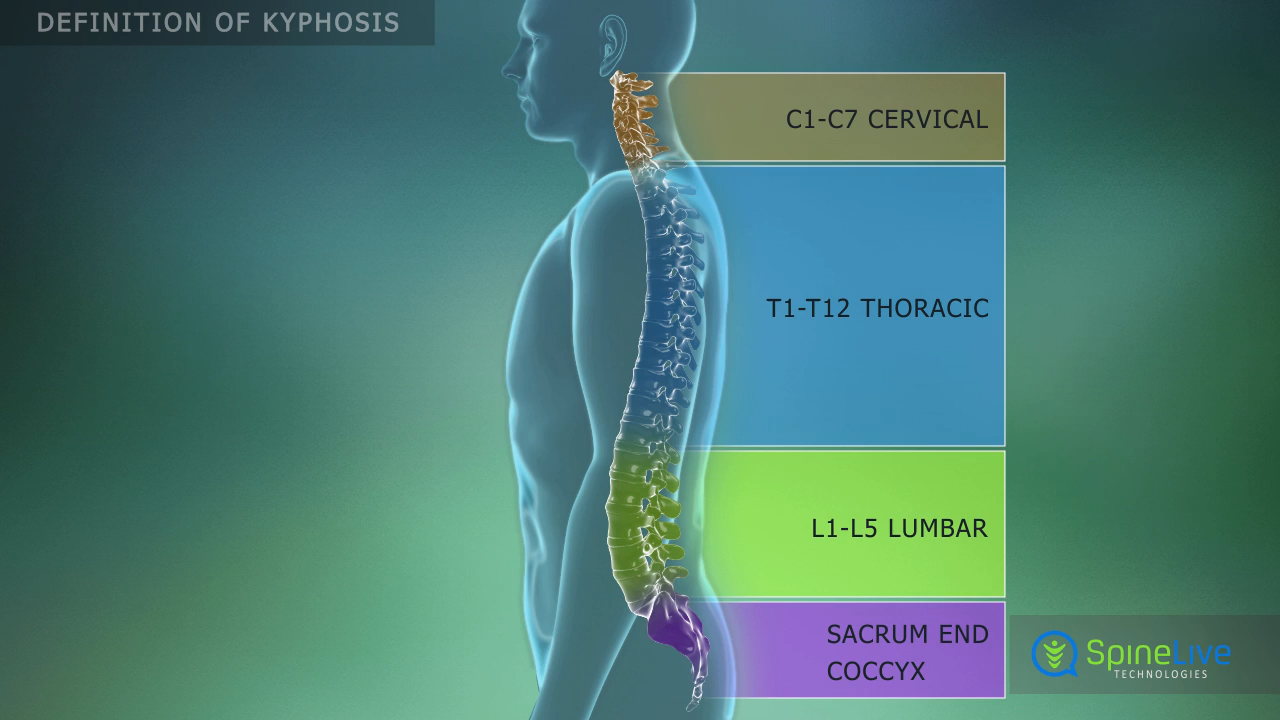 DEFINITION OF KYPHOSIS
C1-C7 CERVICAL
T1-T12 THORACIC
L1-L5 LUMBAR
SACRUM END
COCCYX
SpineLive
TECHNOLOGIES